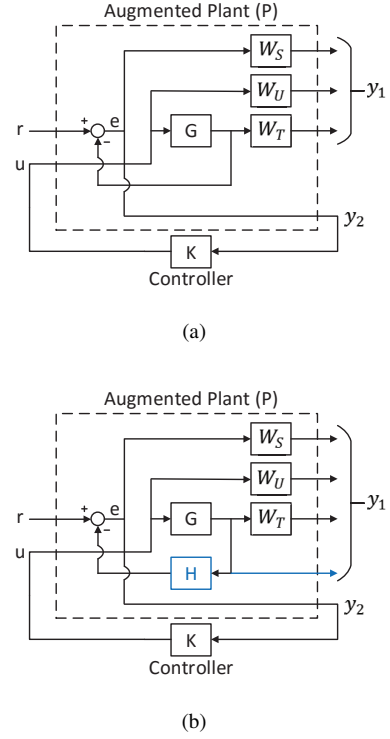 Augmented Plant (P)
W_S
W_U
y_1
+
e
r
G
W_T
−
u
y_2
K
Controller
(a)
Augmented Plant (P)
W_S
W_U
y_1
+
e
r
G
W_T
−
u
H
y_2
K
Controller
(b)